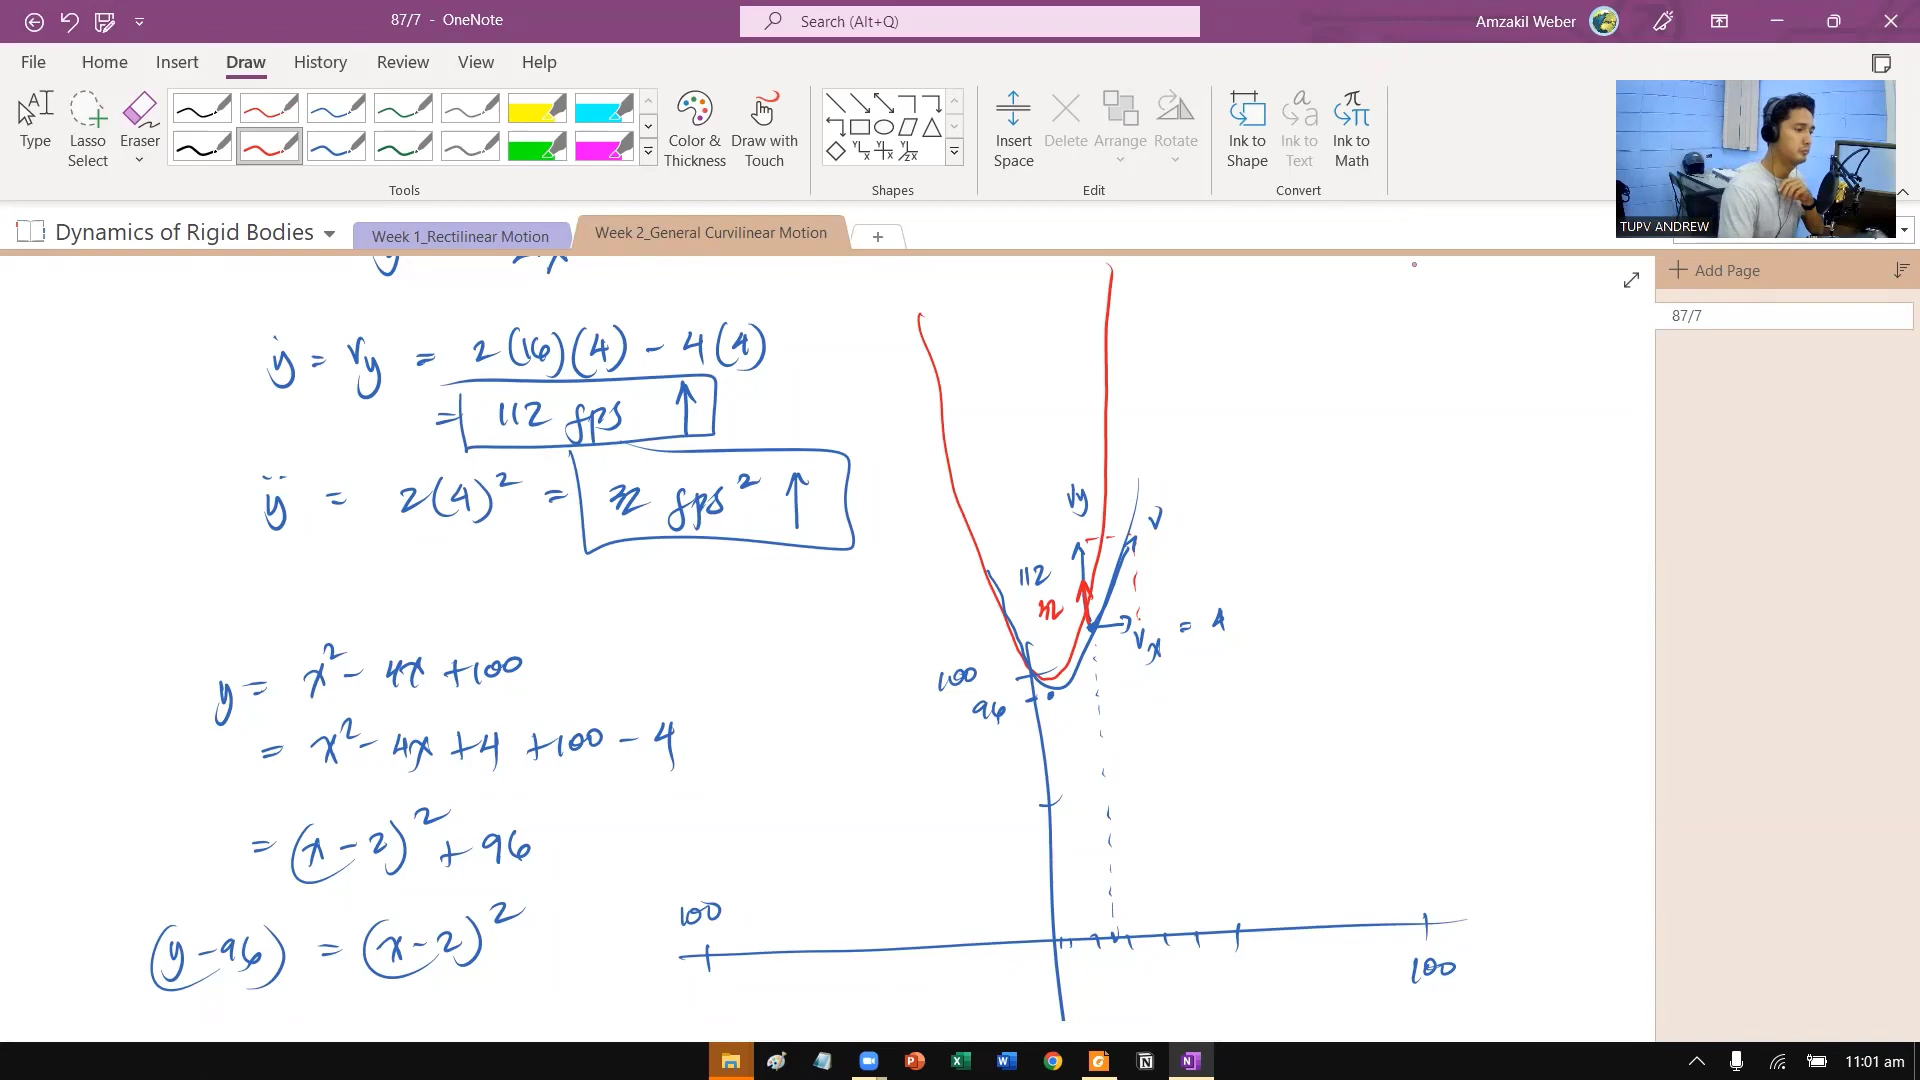 87/7 - OneNote
Search (Alt+Q)
Amzakil Weber
File Home Insert Draw History Review View Help
Type
Lasso Select
Eraser
Color & Thickness
Draw with Touch
Insert Space
Delete
Arrange
Rotate
Ink to Shape
Ink to Text
Ink to Math
Tools
Shapes
Edit
Convert
TUPV ANDREW
Dynamics of Rigid Bodies
Week 1_Rectilinear Motion
Week 2_General Curvilinear Motion
Add Page
87/7
ẏ = Vy = 2(16)(4) - 4(4)
= 112 fps ↑
ÿ = 2(4)² = 32 fps² ↑
y = x² - 4x + 100
= x² - 4x + 4 + 100 - 4
= (x - 2)² + 96
(y - 96) = (x - 2)²
Vy
V
112
32
Vx = 4
100
96
100
100
11:01 am